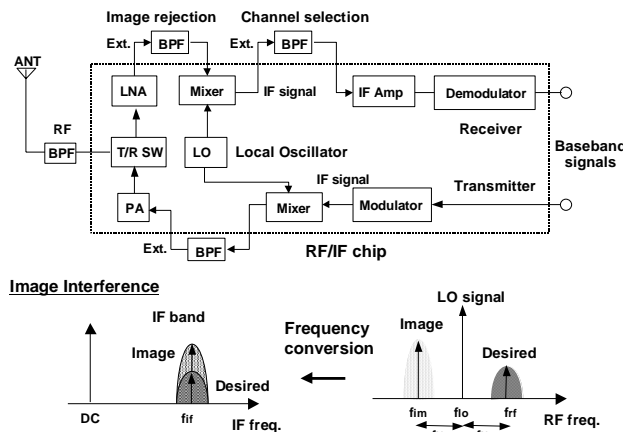 Image rejection
Channel selection
Ext.
BPF
Ext.
BPF
ANT
LNA
Mixer
IF signal
IF Amp
Demodulator
Receiver
RF
BPF
T/R SW
LO
Local Oscillator
Baseband
signals
IF signal
Transmitter
PA
Mixer
Modulator
Ext.
BPF
RF/IF chip
Image Interference
IF band
Image
Desired
DC
fif
IF freq.
Frequency
conversion
LO signal
Image
Desired
fim
flo
frf
RF freq.